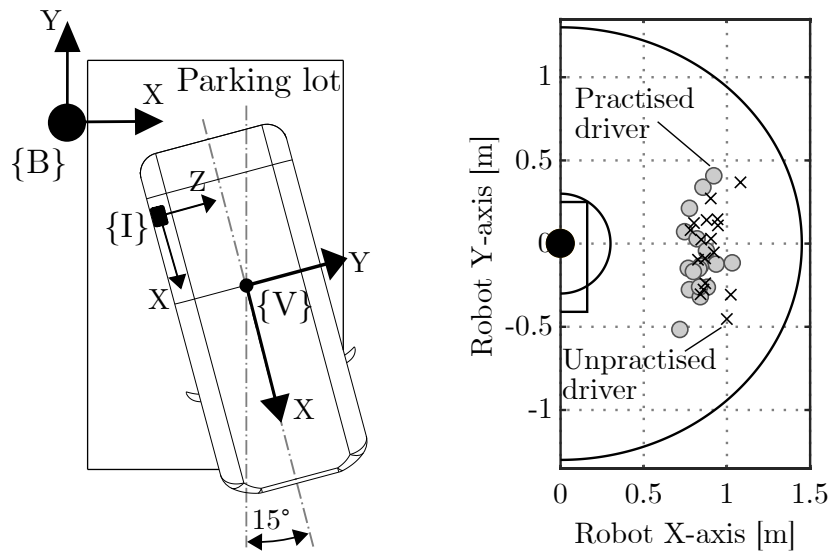 Y
X
{B}
Parking lot
Z
{I}
X
Y
{V}
X
15°
Robot Y-axis [m]
1
0.5
0
-0.5
-1
Practised
driver
Unpractised
driver
0
0.5
1
1.5
Robot X-axis [m]